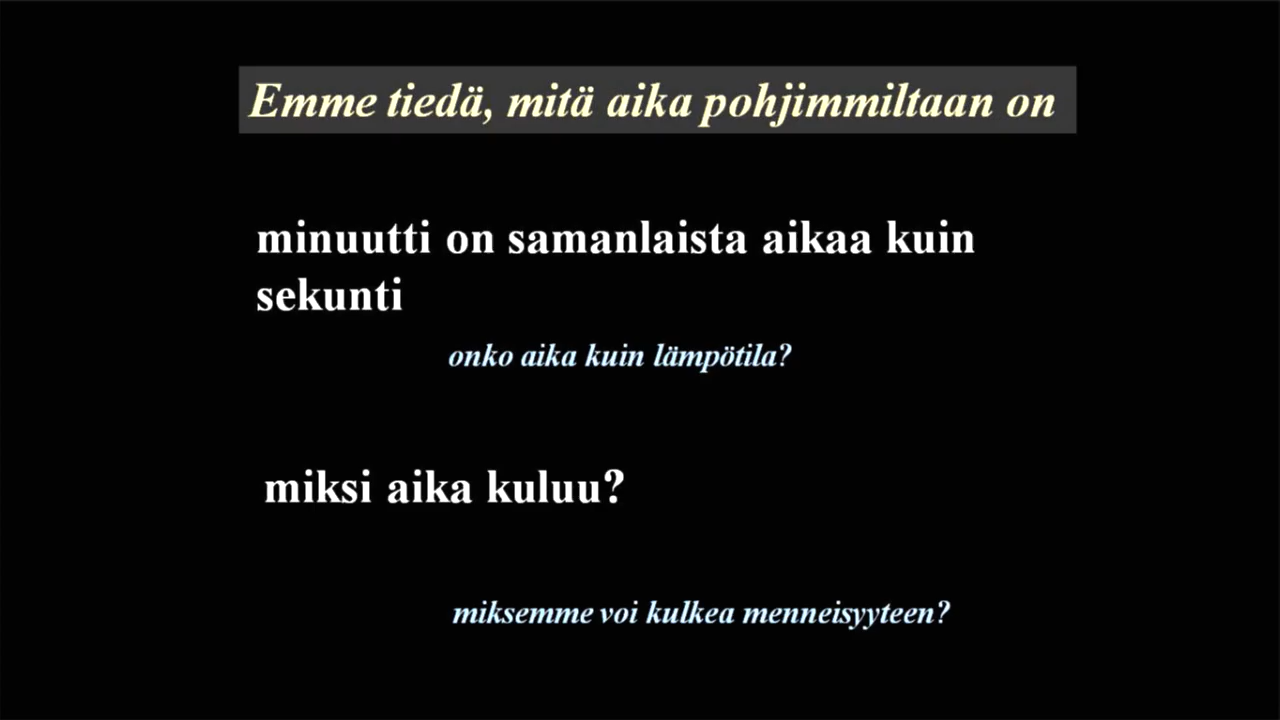 Emme tiedä, mitä aika pohjimmiltaan on
minuutti on samanlaista aikaa kuin
sekunti
onko aika kuin lämpötila?
miksi aika kuluu?
miksemme voi kulkea menneisyyteen?